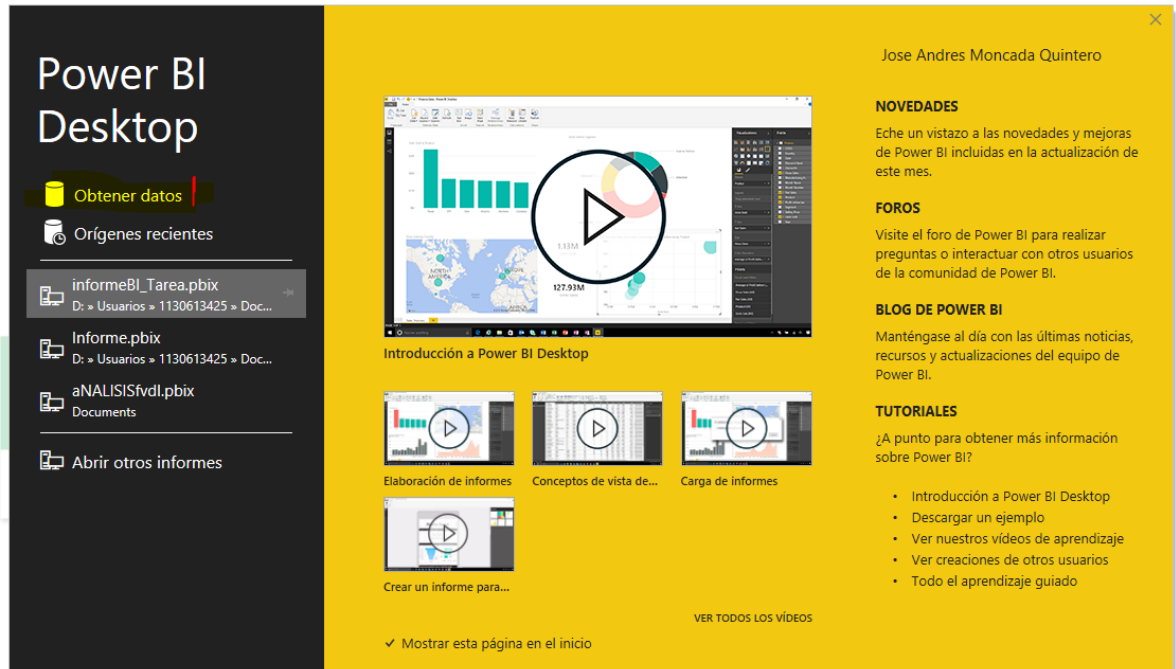 Power BI
Desktop
Obtener datos
Orígenes recientes
informeBI_Tarea.pbix
D: » Usuarios » 1130613425 » Doc...
Informe.pbix
D: » Usuarios » 1130613425 » Doc...
aNALISISfvdl.pbix
Documents
Abrir otros informes
1.13M
127.93M
NORTH
EUROPE
Introducción a Power BI Desktop
Elaboración de informes
Conceptos de vista de...
Carga de informes
Crear un informe para...
VER TODOS LOS VÍDEOS
Mostrar esta página en el inicio
Jose Andres Moncada Quintero
NOVEDADES
Eche un vistazo a las novedades y mejoras
de Power BI incluidas en la actualización de
este mes.
FOROS
Visite el foro de Power BI para realizar
preguntas o interactuar con otros usuarios
de la comunidad de Power BI.
BLOG DE POWER BI
Manténgase al día con las últimas noticias,
recursos y actualizaciones del equipo de
Power BI.
TUTORIALES
¿A punto para obtener más información
sobre Power BI?
• Introducción a Power BI Desktop
• Descargar un ejemplo
• Ver nuestros vídeos de aprendizaje
• Ver creaciones de otros usuarios
• Todo el aprendizaje guiado